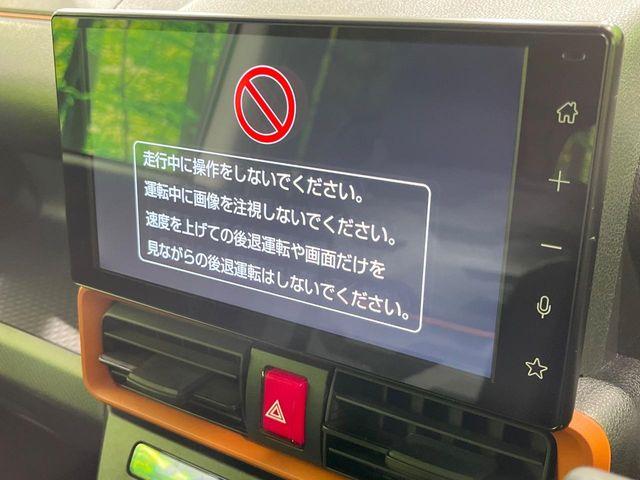 走行中に操作をしないでください。
運転中に画像を注視しないでください。
速度を上げての後退運転や画面だけを
見ながらの後退運転はしないでください。